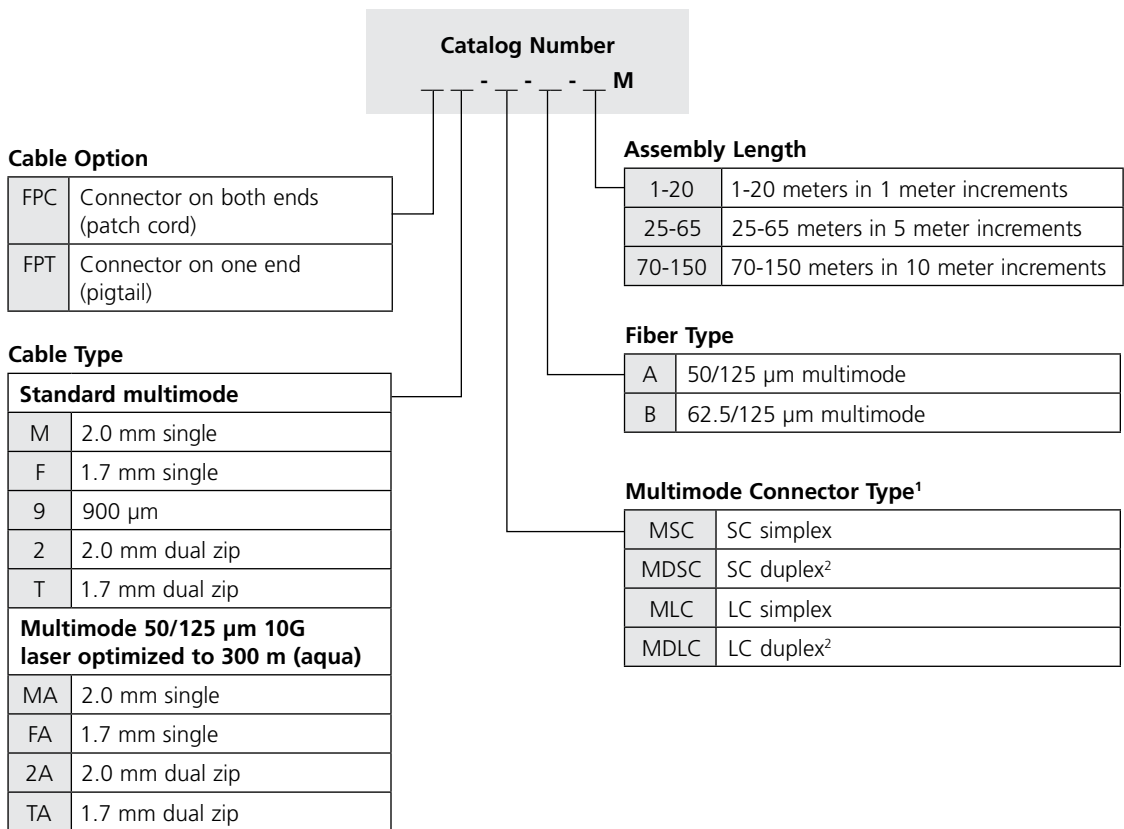 Catalog Number
__ __ - __ - __ - __ M
Cable Option
FPC Connector on both ends
(patch cord)
FPT Connector on one end
(pigtail)
Cable Type
Standard multimode
M 2.0 mm single
F 1.7 mm single
9 900 µm
2 2.0 mm dual zip
T 1.7 mm dual zip
Multimode 50/125 µm 10G
laser optimized to 300 m (aqua)
MA 2.0 mm single
FA 1.7 mm single
2A 2.0 mm dual zip
TA 1.7 mm dual zip
Assembly Length
1-20 1-20 meters in 1 meter increments
25-65 25-65 meters in 5 meter increments
70-150 70-150 meters in 10 meter increments
Fiber Type
A 50/125 µm multimode
B 62.5/125 µm multimode
Multimode Connector Type¹
MSC SC simplex
MDSC SC duplex²
MLC LC simplex
MDLC LC duplex²